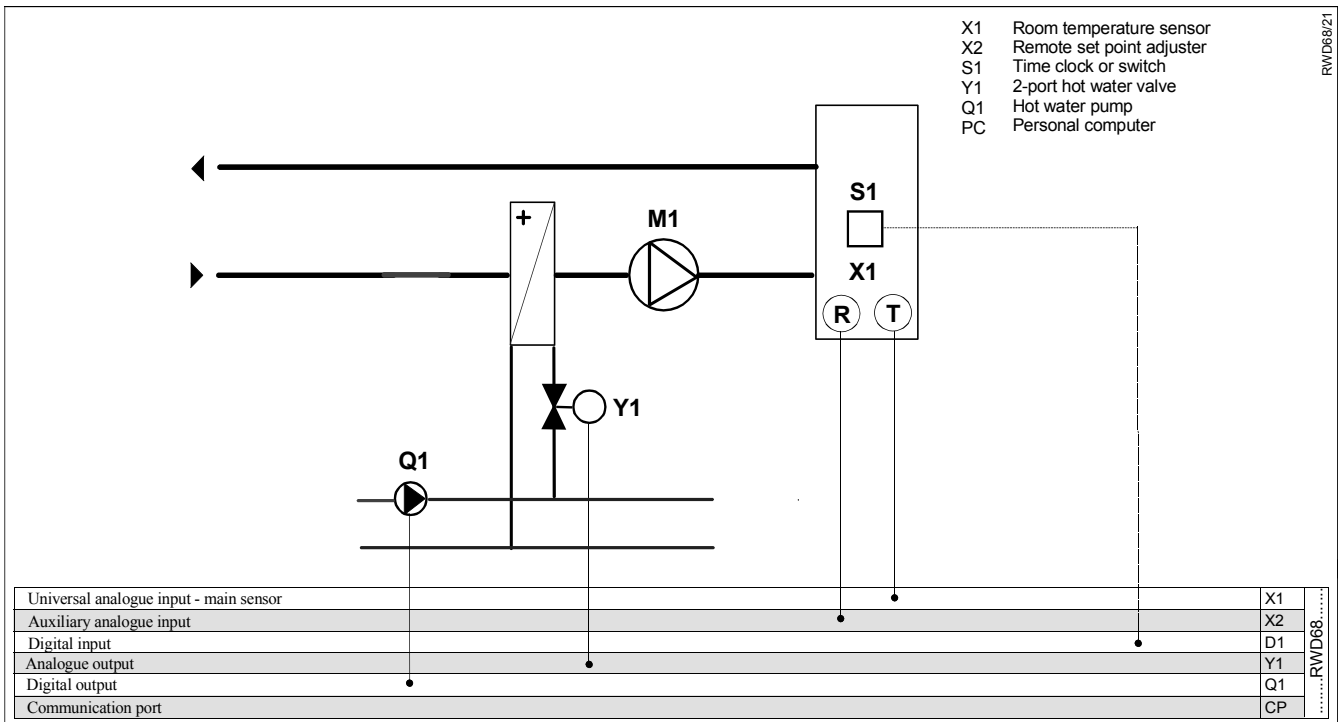 X1 Room temperature sensor
X2 Remote set point adjuster
S1 Time clock or switch
Y1 2-port hot water valve
Q1 Hot water pump
PC Personal computer
RWD68/21
S1
+
M1
X1
R T
Y1
Q1
Universal analogue input - main sensor X1
Auxiliary analogue input X2
Digital input D1
Analogue output Y1
Digital output Q1
Communication port CP
........RWD68.......